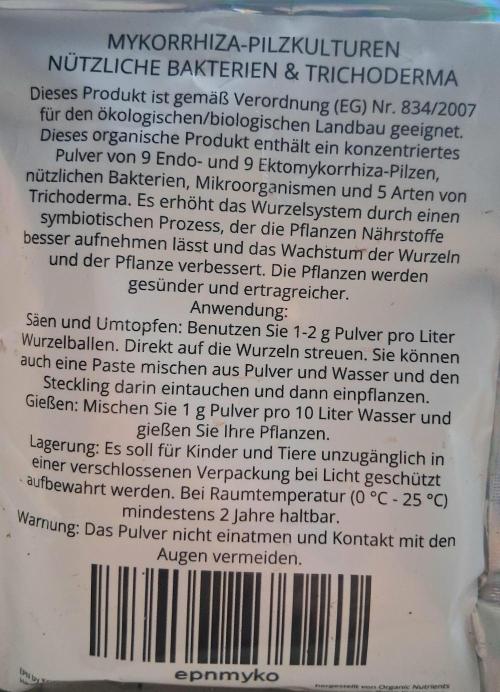 MYKORRHIZA-PILZKULTUREN
NÜTZLICHE BAKTERIEN & TRICHODERMA
Dieses Produkt ist gemäß Verordnung (EG) Nr. 834/2007
für den ökologischen/biologischen Landbau geeignet.
Dieses organische Produkt enthält ein konzentriertes
Pulver von 9 Endo- und 9 Ektomykorrhiza-Pilzen,
nützlichen Bakterien, Mikroorganismen und 5 Arten von
Trichoderma. Es erhöht das Wurzelsystem durch einen
symbiotischen Prozess, der die Pflanzen Nährstoffe
besser aufnehmen lässt und das Wachstum der Wurzeln
und der Pflanze verbessert. Die Pflanzen werden
gesünder und ertragreicher.
Anwendung:
Säen und Umtopfen: Benutzen Sie 1-2 g Pulver pro Liter
Wurzelballen. Direkt auf die Wurzeln streuen. Sie können
auch eine Paste mischen aus Pulver und Wasser und den
Steckling darin eintauchen und dann einpflanzen.
Gießen: Mischen Sie 1 g Pulver pro 10 Liter Wasser und
gießen Sie Ihre Pflanzen.
Lagerung: Es soll für Kinder und Tiere unzugänglich in
einer verschlossenen Verpackung bei Licht geschützt
aufbewahrt werden. Bei Raumtemperatur (0 °C - 25 °C)
mindestens 2 Jahre haltbar.
Warnung: Das Pulver nicht einatmen und Kontakt mit den
Augen vermeiden.
epnmyko
hergestellt von Organic Nutrients